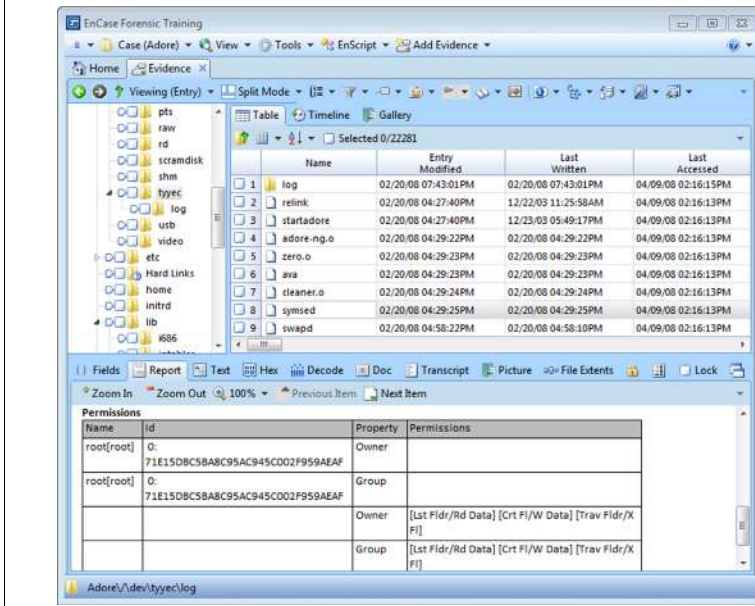 EnCase Forensic Training
Case (Adore) View Tools EnScript Add Evidence
Home Evidence
Viewing (Entry) Split Mode
pts
raw
rd
scramdisk
shm
tyyec
log
usb
video
etc
Hard Links
home
initrd
lib
i686
Table Timeline Gallery
Selected 0/22281
Name Entry Modified Last Written Last Accessed
1 log 02/20/08 07:43:01PM 02/20/08 07:43:01PM 04/09/08 02:16:15PM
2 relink 02/20/08 04:27:40PM 12/22/03 11:25:58AM 04/09/08 02:16:13PM
3 startadore 02/20/08 04:27:40PM 12/23/03 05:49:17PM 04/09/08 02:16:13PM
4 adore-ng.o 02/20/08 04:29:22PM 02/20/08 04:29:22PM 04/09/08 02:16:13PM
5 zero.o 02/20/08 04:29:23PM 02/20/08 04:29:23PM 04/09/08 02:16:13PM
6 ava 02/20/08 04:29:23PM 02/20/08 04:29:23PM 04/09/08 02:16:13PM
7 cleaner.o 02/20/08 04:29:24PM 02/20/08 04:29:24PM 04/09/08 02:16:13PM
8 symsed 02/20/08 04:29:25PM 02/20/08 04:29:25PM 04/09/08 02:16:13PM
9 swapd 02/20/08 04:58:22PM 02/20/08 04:58:10PM 04/09/08 02:16:13PM
Fields Report Text Hex Decode Doc Transcript Picture File Extents Lock
Zoom In Zoom Out 100% Previous Item Next Item
Permissions
Name Id Property Permissions
root[root] 0: Owner
71E15DBC5BA8C95AC945C002F959AEAF
root[root] 0: Group
71E15DBC5BA8C95AC945C002F959AEAF
Owner [Lst Fldr/Rd Data] [Crt Fl/W Data] [Trav Fldr/X
Fl]
Group [Lst Fldr/Rd Data] [Crt Fl/W Data] [Trav Fldr/X
Fl]
Adore\/\dev\tyyec\log